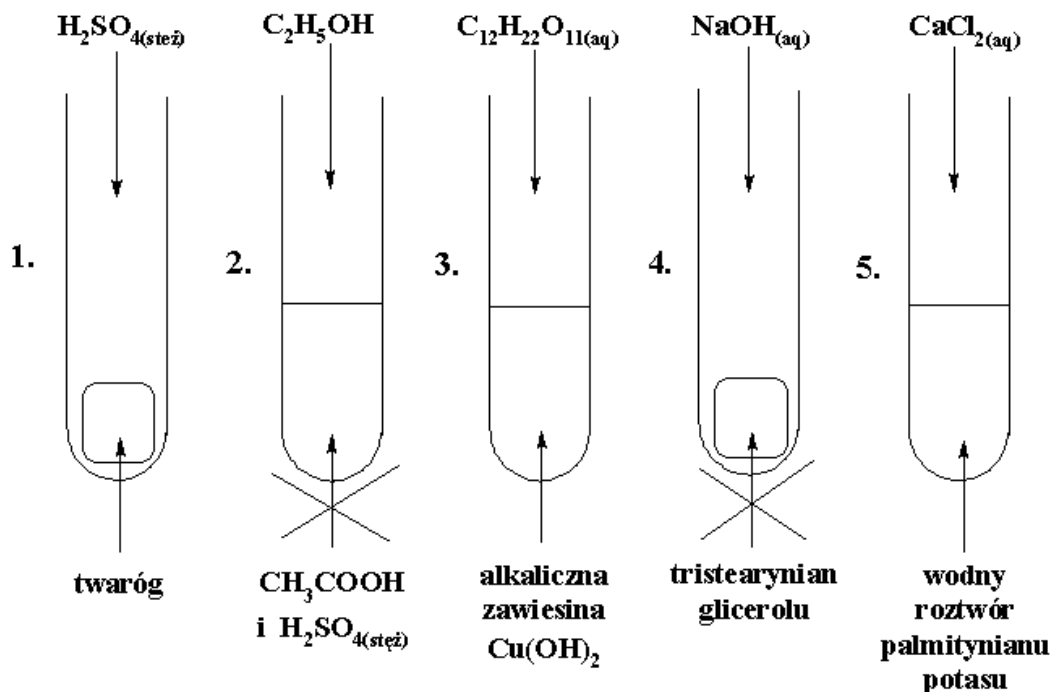 H₂SO₄(stęż) C₂H₅OH C₁₂H₂₂O₁₁(aq) NaOH(aq) CaCl₂(aq)
1. 2. 3. 4. 5.
twaróg
CH₃COOH
i H₂SO₄(stęż)
alkaliczna
zawiesina
Cu(OH)₂
tristearynian
glicerolu
wodny
roztwór
palmitynianu
potasu